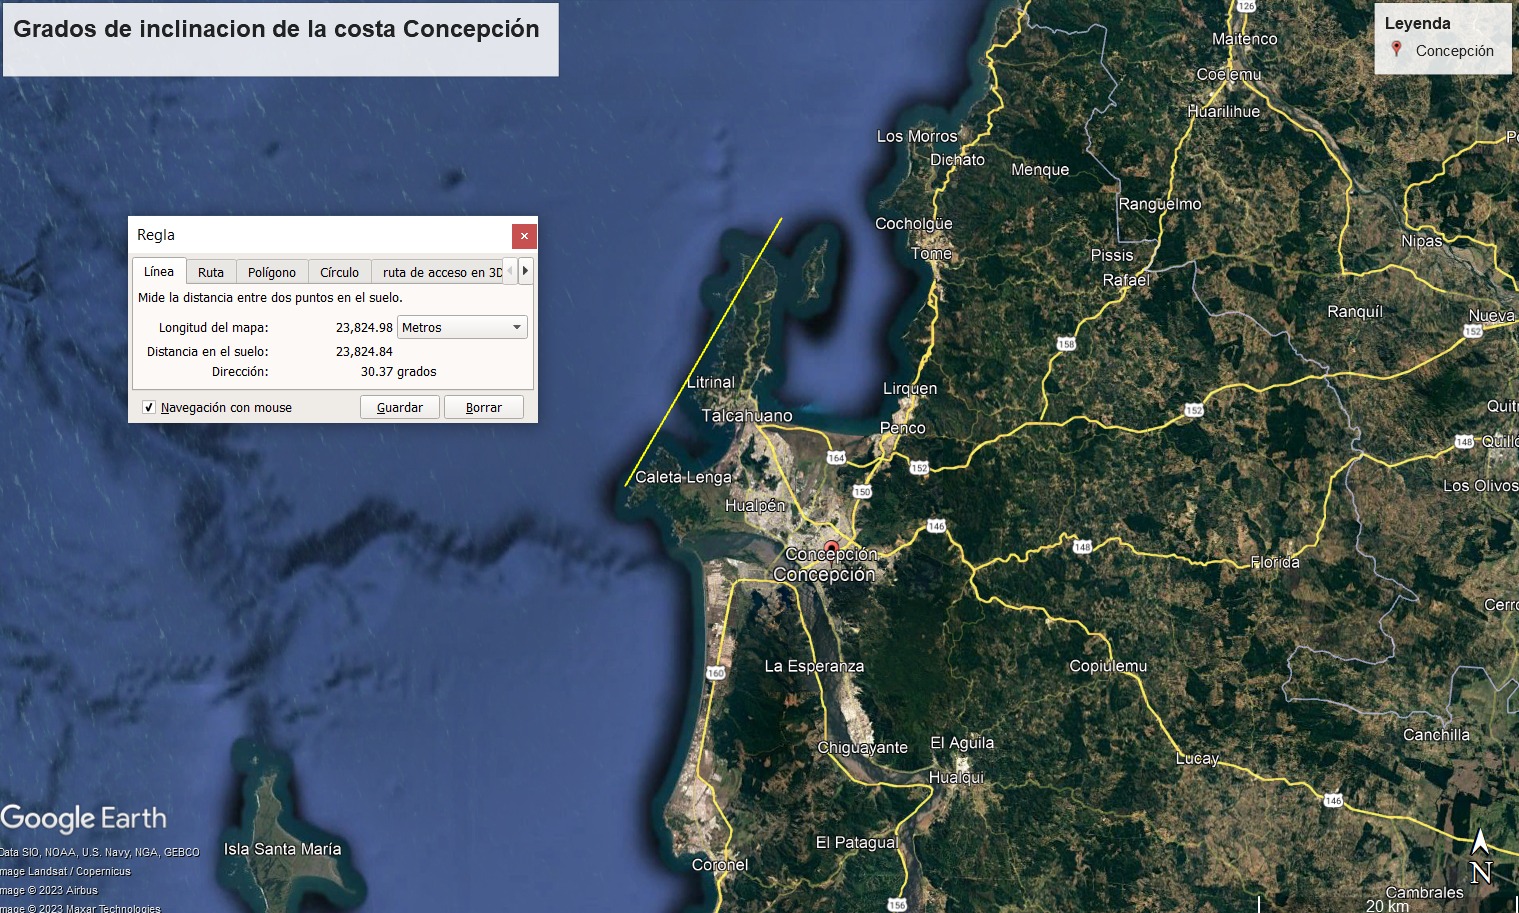 Grados de inclinacion de la costa Concepción
Leyenda
Concepción
126
Maitenco
Coelemu
Huarilihue
Los Morros
Dichato
Menque
Ranguelmo
Cocholgüe
Tome
Pissis
Rafael
Nipas
Ranquíl
Nueva
152
158
Regla
Línea
Ruta
Polígono
Círculo
ruta de acceso en 3D
Mide la distancia entre dos puntos en el suelo.
Longitud del mapa: 23,824.98 Metros
Distancia en el suelo: 23,824.84
Dirección: 30.37 grados
Navegación con mouse
Guardar
Borrar
Litrinal
Talcahuano
Lirquen
Penco
152
164
152
150
148
Los Olivos
Caleta Lenga
Hualpén
146
148
Concepción
Concepción
Florida
160
La Esperanza
Copiulemu
Chiguayante
El Aguila
Hualqui
Lucay
Canchilla
146
Google Earth
Isla Santa María
El Patagual
Coronel
156
Data SIO, NOAA, U.S. Navy, NGA, GEBCO
mage Landsat / Copernicus
mage © 2023 Airbus
mage © 2023 Maxar Technologies
N
Cambrales
20 km